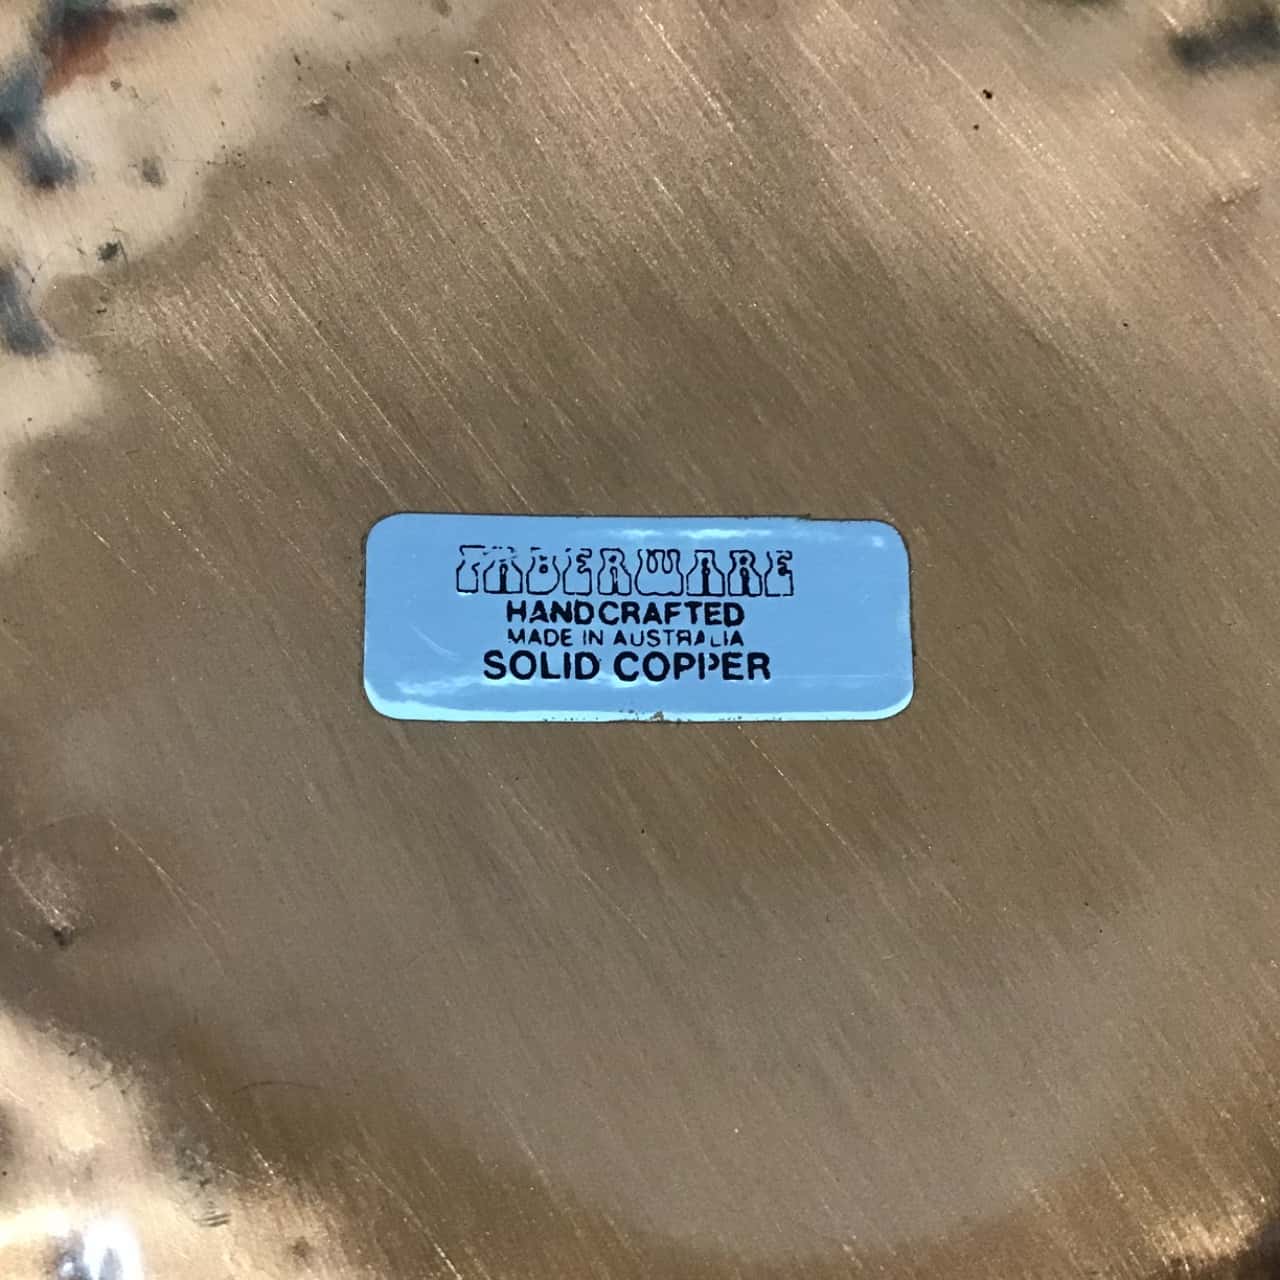 FABERWARE
HANDCRAFTED
MADE IN AUSTRALIA
SOLID COPPER